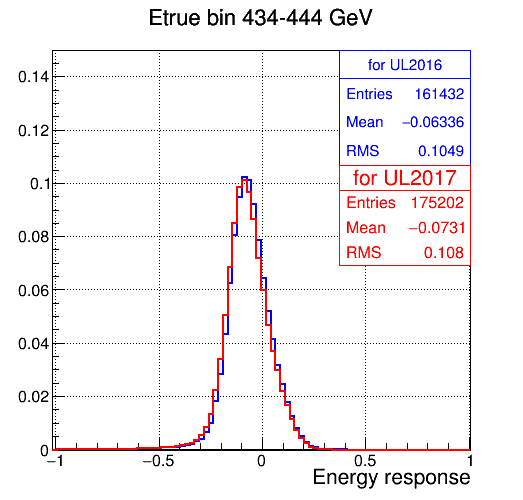 Etrue bin 434-444 GeV
for UL2016
Entries 161432
Mean −0.06336
RMS 0.1049
for UL2017
Entries 175202
Mean −0.0731
RMS 0.108
0.14
0.12
0.1
0.08
0.06
0.04
0.02
0
−1 −0.5 0 0.5 1
Energy response